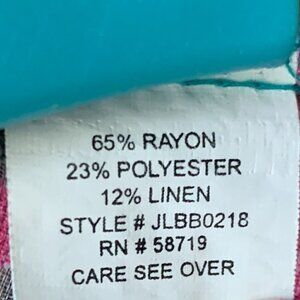 65% RAYON
23% POLYESTER
12% LINEN
STYLE # JLBB0218
RN # 58719
CARE SEE OVER